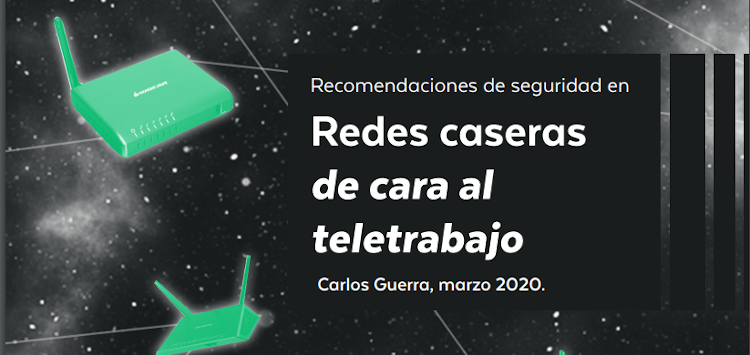 Recomendaciones de seguridad en
Redes caseras
de cara al
teletrabajo
Carlos Guerra, marzo 2020.